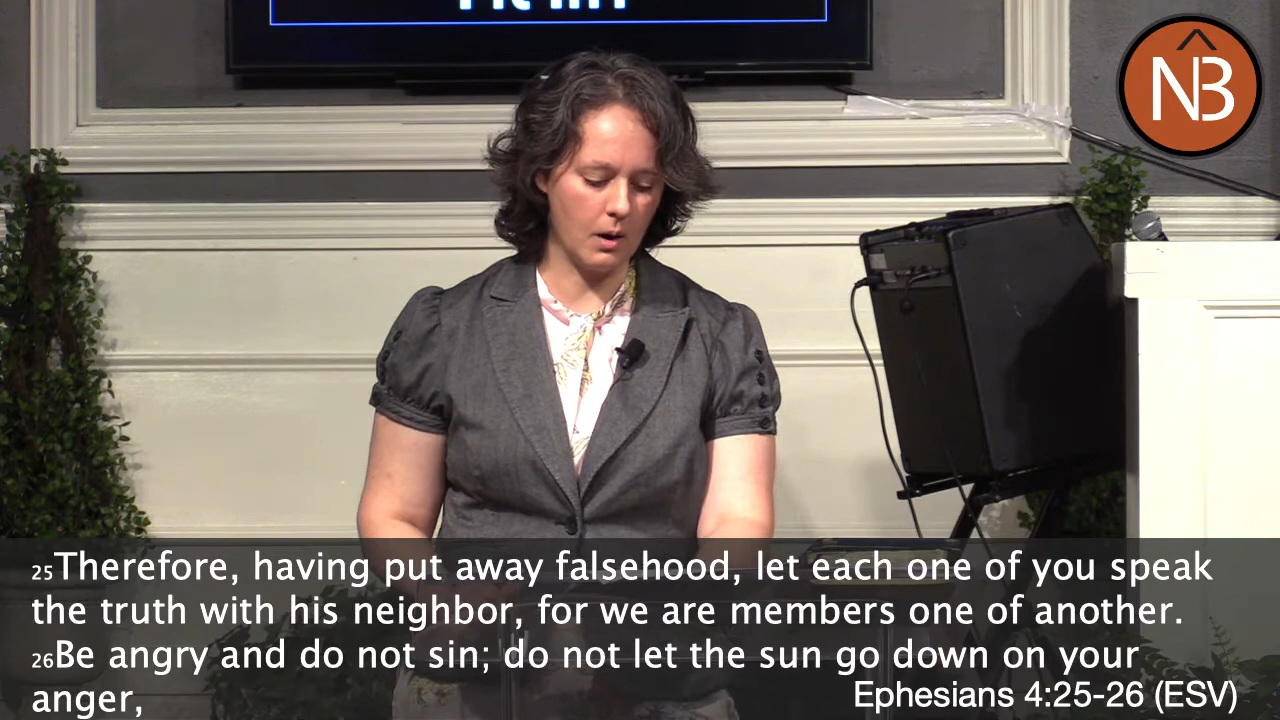 NB
25Therefore, having put away falsehood, let each one of you speak
the truth with his neighbor, for we are members one of another.
26Be angry and do not sin; do not let the sun go down on your
anger,
Ephesians 4:25-26 (ESV)